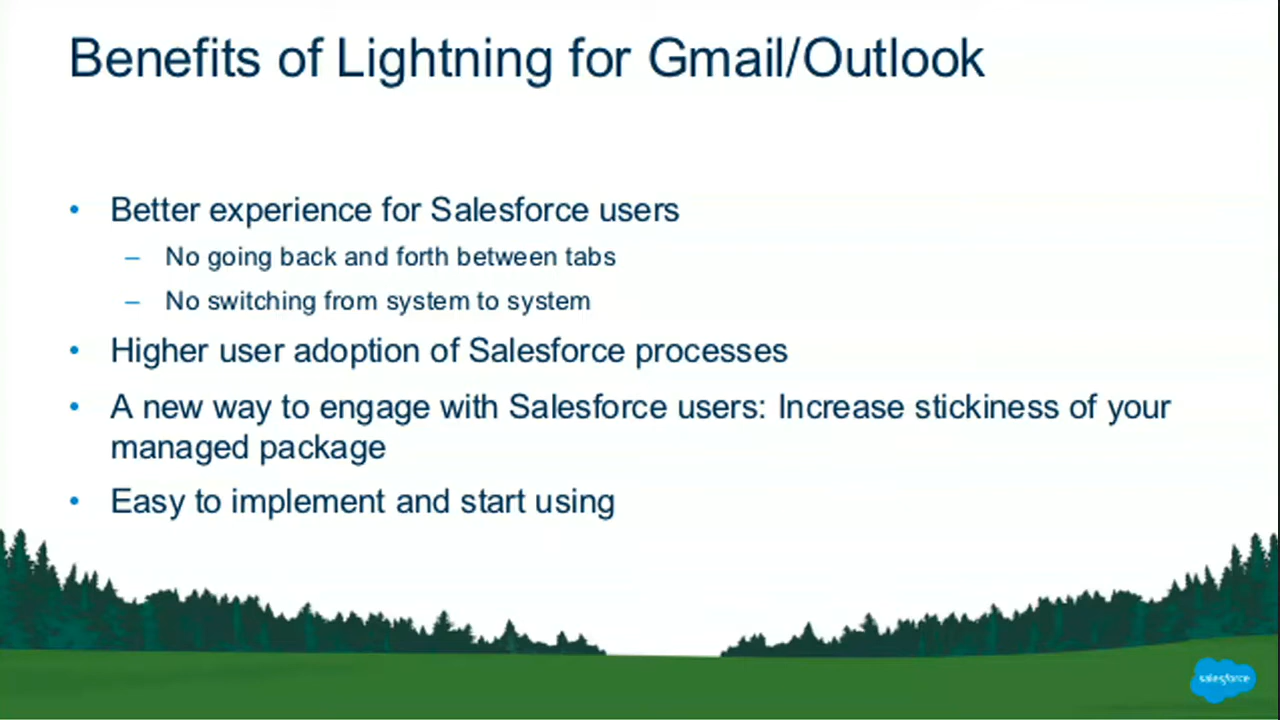 Benefits of Lightning for Gmail/Outlook
• Better experience for Salesforce users
– No going back and forth between tabs
– No switching from system to system
• Higher user adoption of Salesforce processes
• A new way to engage with Salesforce users: Increase stickiness of your
managed package
• Easy to implement and start using
salesforce